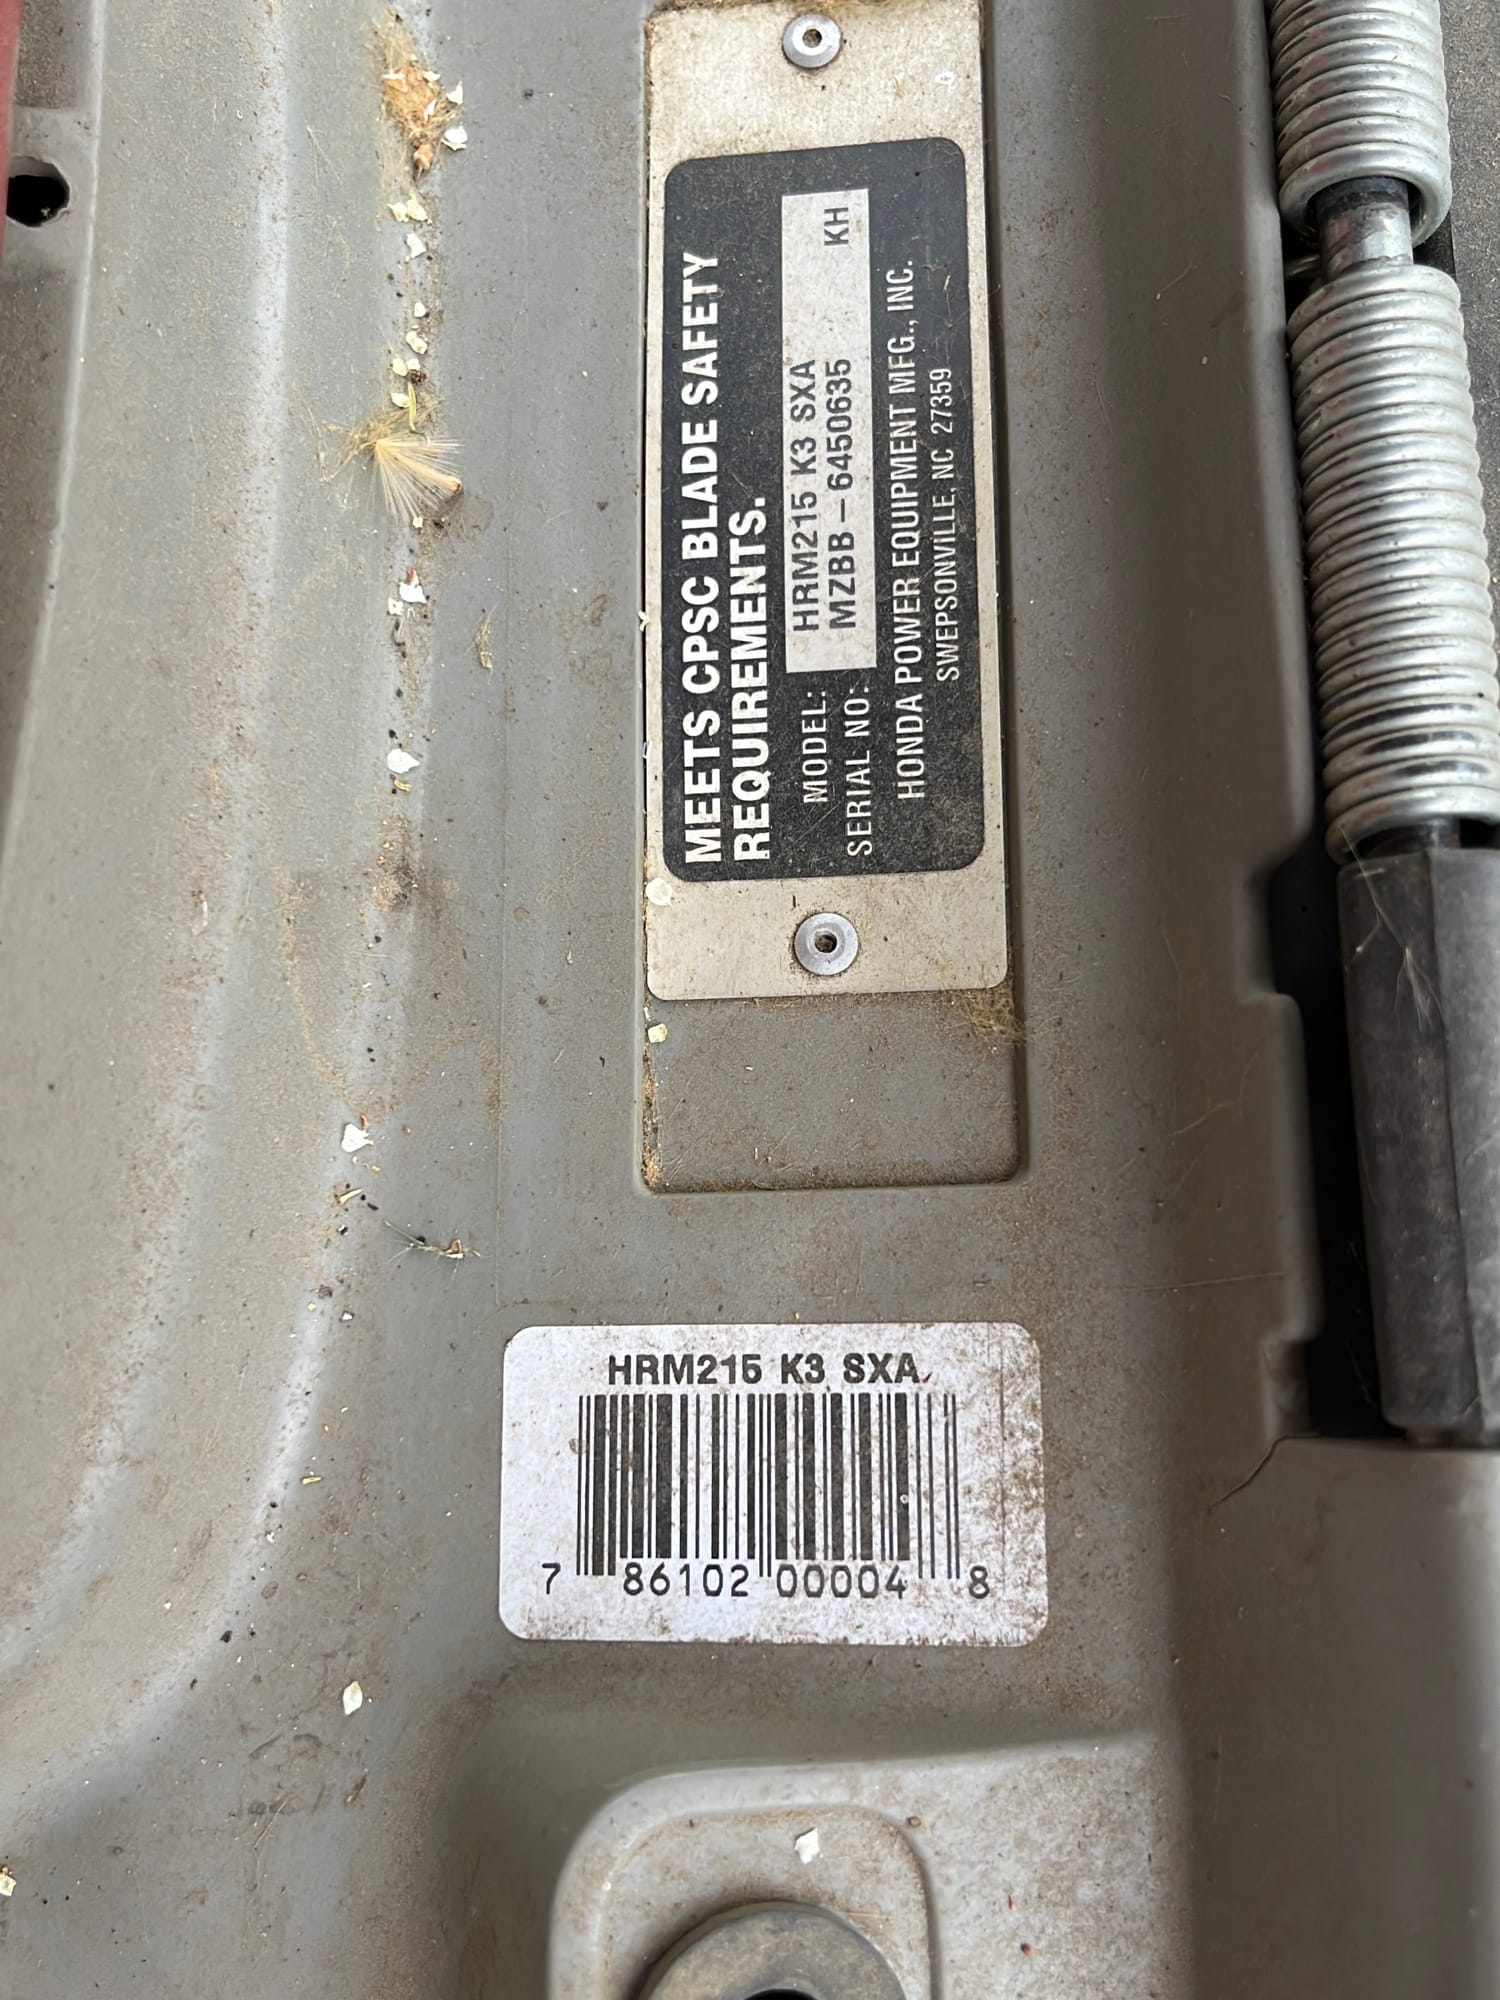 MEETS CPSC BLADE SAFETY
REQUIREMENTS.
MODEL: HRM215 K3 SXA
SERIAL NO: MZBB - 6450635 KH
HONDA POWER EQUIPMENT MFG., INC.
SWEPSONVILLE, NC 27359
HRM215 K3 SXA
7 86102 00004 8